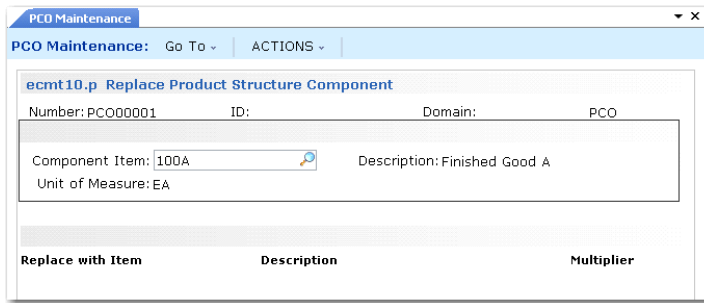 PCO Maintenance
PCO Maintenance: Go To ACTIONS
ecmt10.p Replace Product Structure Component
Number: PCO00001 ID: Domain: PCO
Component Item: 100A Description: Finished Good A
Unit of Measure: EA
Replace with Item Description Multiplier